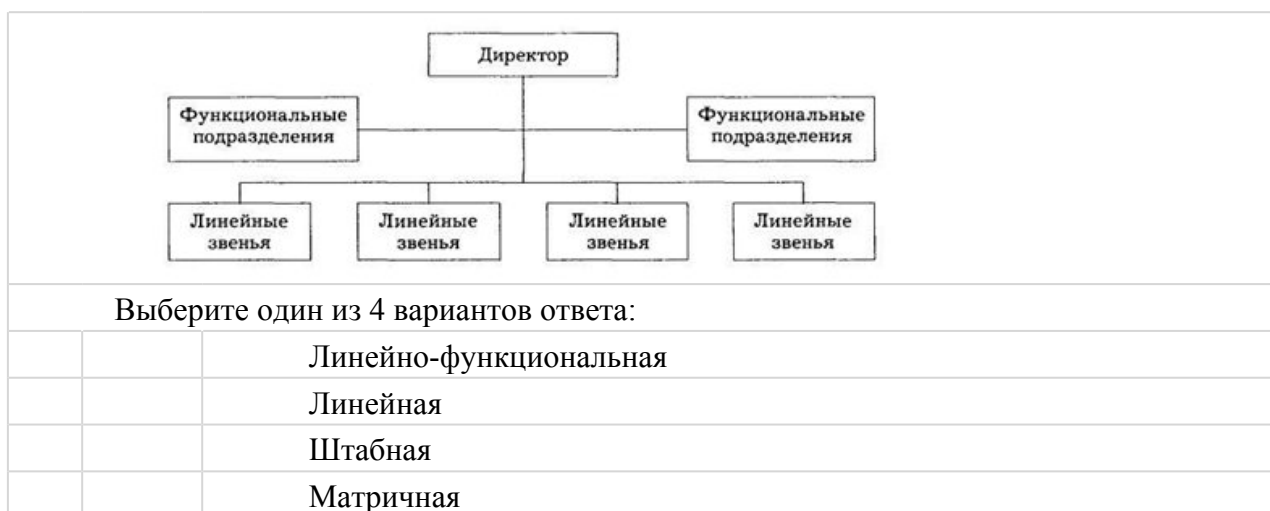 Директор
Функциональные
подразделения
Функциональные
подразделения
Линейные
звенья
Линейные
звенья
Линейные
звенья
Линейные
звенья
Выберите один из 4 вариантов ответа:
Линейно-функциональная
Линейная
Штабная
Матричная